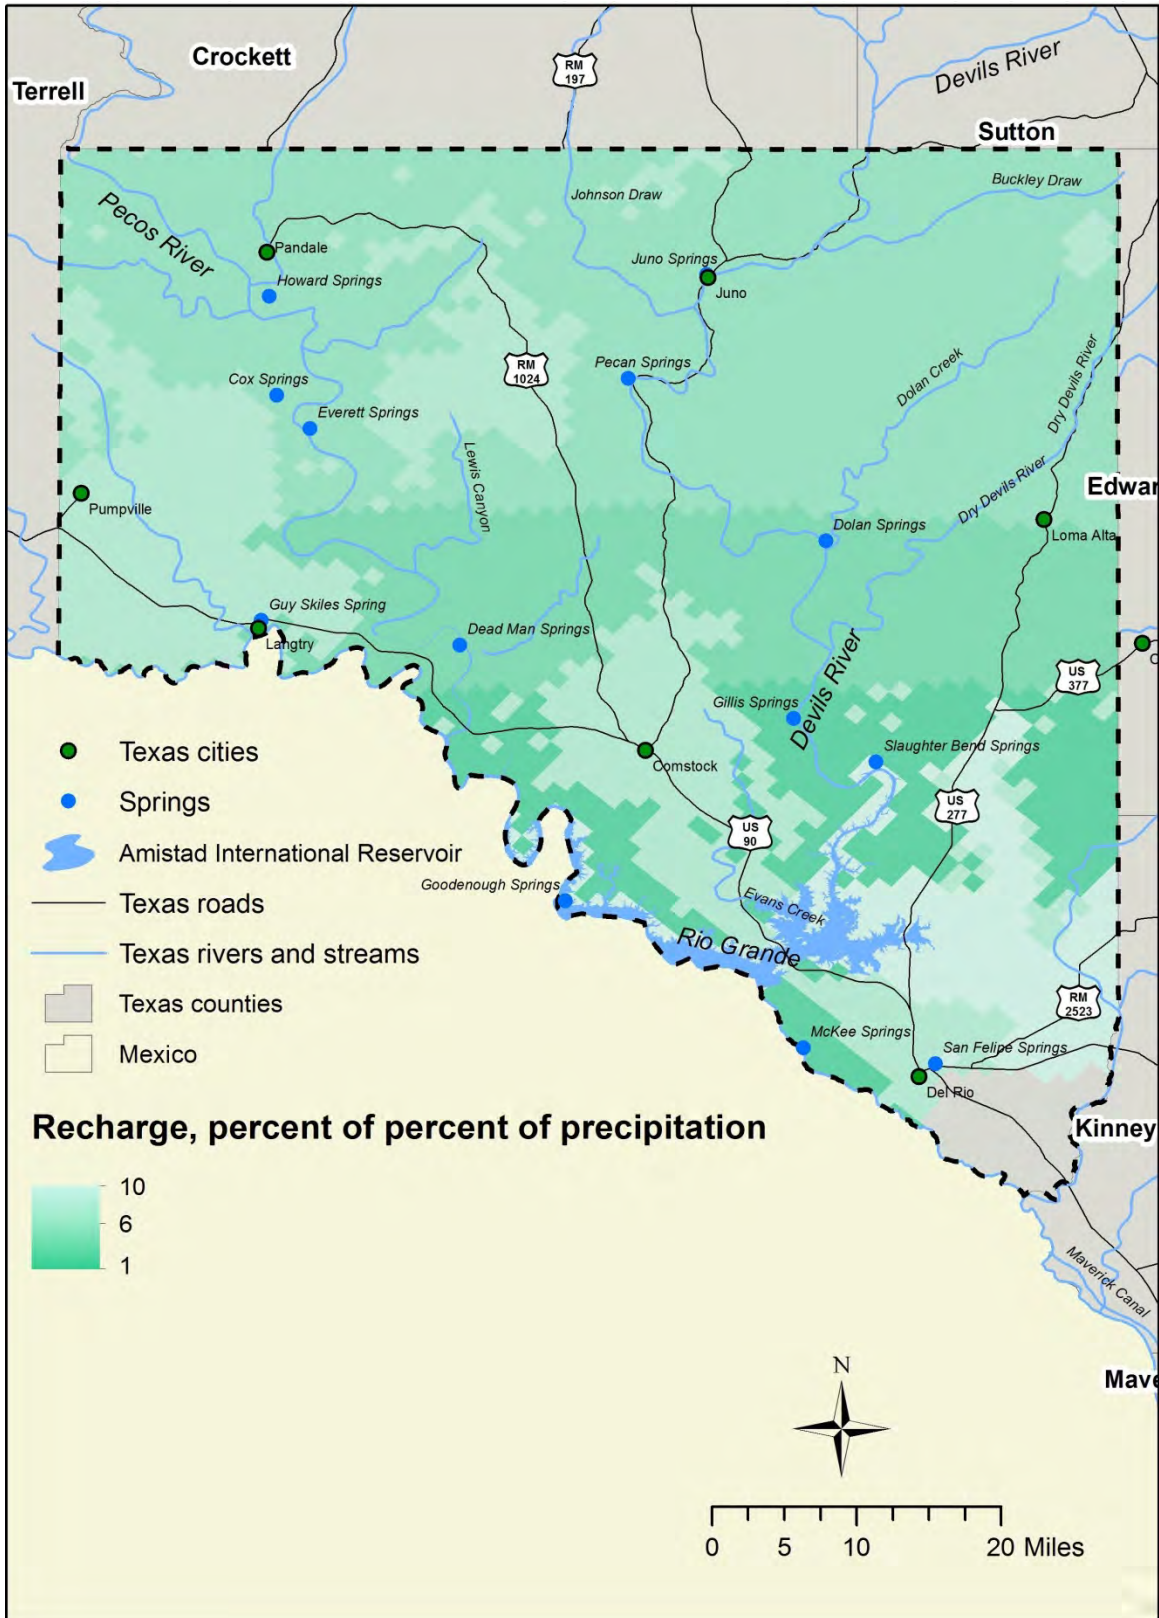 Crockett
Terrell
RM
197
Devils River
Sutton
Johnson Draw
Buckley Draw
Pecos River
Pandale
Juno Springs
Howard Springs
Juno
Pecan Springs
RM
1024
Dolan Creek
Dry Devils River
Cox Springs
Everett Springs
Lewis Canyon
Dry Devils River
Edwar
Pumpville
Dolan Springs
Loma Alta
Guy Skiles Spring
Langtry
Dead Man Springs
Devils River
US
377
C
Gillis Springs
Slaughter Bend Springs
Comstock
US
277
US
90
Goodenough Springs
Evans Creek
Rio Grande
RM
2523
McKee Springs
San Felipe Springs
Del Rio
Kinney
Maverick Canal
Mave
Texas cities
Springs
Amistad International Reservoir
Texas roads
Texas rivers and streams
Texas counties
Mexico
Recharge, percent of percent of precipitation
10
6
1
N
0 5 10 20 Miles